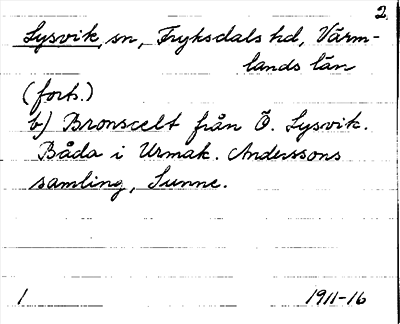 2.
Lysvik, sn, Fryksdals hd, Värm-
lands län
(forts.)
b) Bronscelt från Ö. Lysvik.
Båda i Urmak. Anderssons
samling, Sunne.
1 1911-16